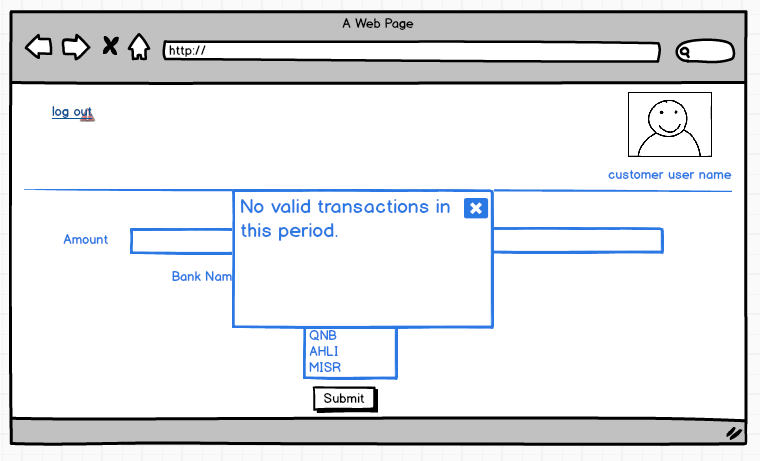 A Web Page
http://
log out
customer user name
No valid transactions in
this period.
Amount
Bank Nam
QNB
AHLI
MISR
Submit